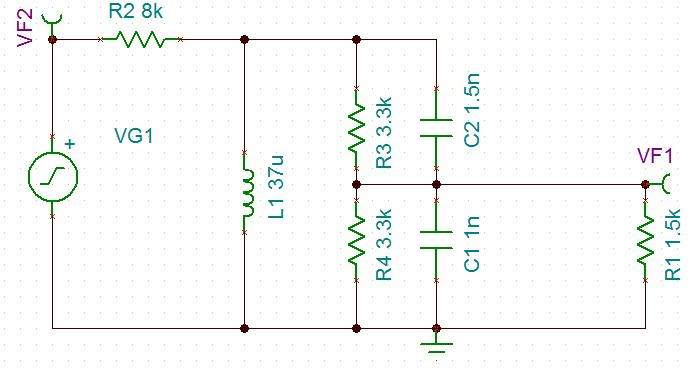 VF2
R2 8k
VG1
+
L1 37u
R3 3.3k
C2 1.5n
R4 3.3k
C1 1n
VF1
R1 1.5k